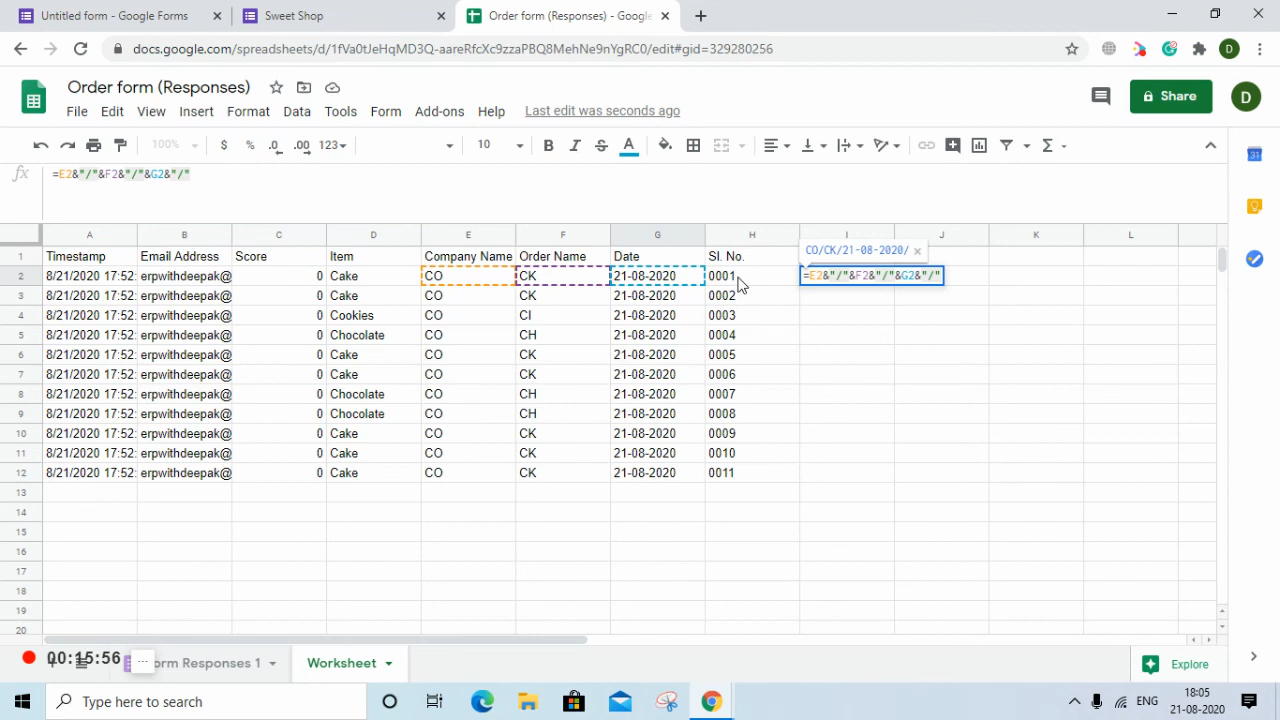 Untitled form - Google Forms
Sweet Shop
Order form (Responses) - Goog
docs.google.com/spreadsheets/d/1fVa0tJeHqMD3Q-aareRfcXc9zzaPBQ8MehNe9nYgRC0/edit#gid=329280256
D
Order form (Responses)
File Edit View Insert Format Data Tools Form Add-ons Help Last edit was seconds ago
Share
D
100% $ % .0 .00 123 10 B I S A
fx =E2&"/"&F2&"/"&G2&"/"
A B C D E F G H I J K L
1 Timestamp Email Address Score Item Company Name Order Name Date Sl. No.
CO/CK/21-08-2020/
2 8/21/2020 17:52: erpwithdeepak@ 0 Cake CO CK 21-08-2020 0001 =E2&"/"&F2&"/"&G2&"/"
3 8/21/2020 17:52: erpwithdeepak@ 0 Cake CO CK 21-08-2020 0002
4 8/21/2020 17:52: erpwithdeepak@ 0 Cookies CO CI 21-08-2020 0003
5 8/21/2020 17:52: erpwithdeepak@ 0 Chocolate CO CH 21-08-2020 0004
6 8/21/2020 17:52: erpwithdeepak@ 0 Cake CO CK 21-08-2020 0005
7 8/21/2020 17:52: erpwithdeepak@ 0 Cake CO CK 21-08-2020 0006
8 8/21/2020 17:52: erpwithdeepak@ 0 Chocolate CO CH 21-08-2020 0007
9 8/21/2020 17:52: erpwithdeepak@ 0 Chocolate CO CH 21-08-2020 0008
10 8/21/2020 17:52: erpwithdeepak@ 0 Cake CO CK 21-08-2020 0009
11 8/21/2020 17:52: erpwithdeepak@ 0 Cake CO CK 21-08-2020 0010
12 8/21/2020 17:52: erpwithdeepak@ 0 Cake CO CK 21-08-2020 0011
13
14
15
16
17
18
19
20
00:15:56 ... orm Responses 1 Worksheet Explore
Type here to search
ENG
18:05
21-08-2020